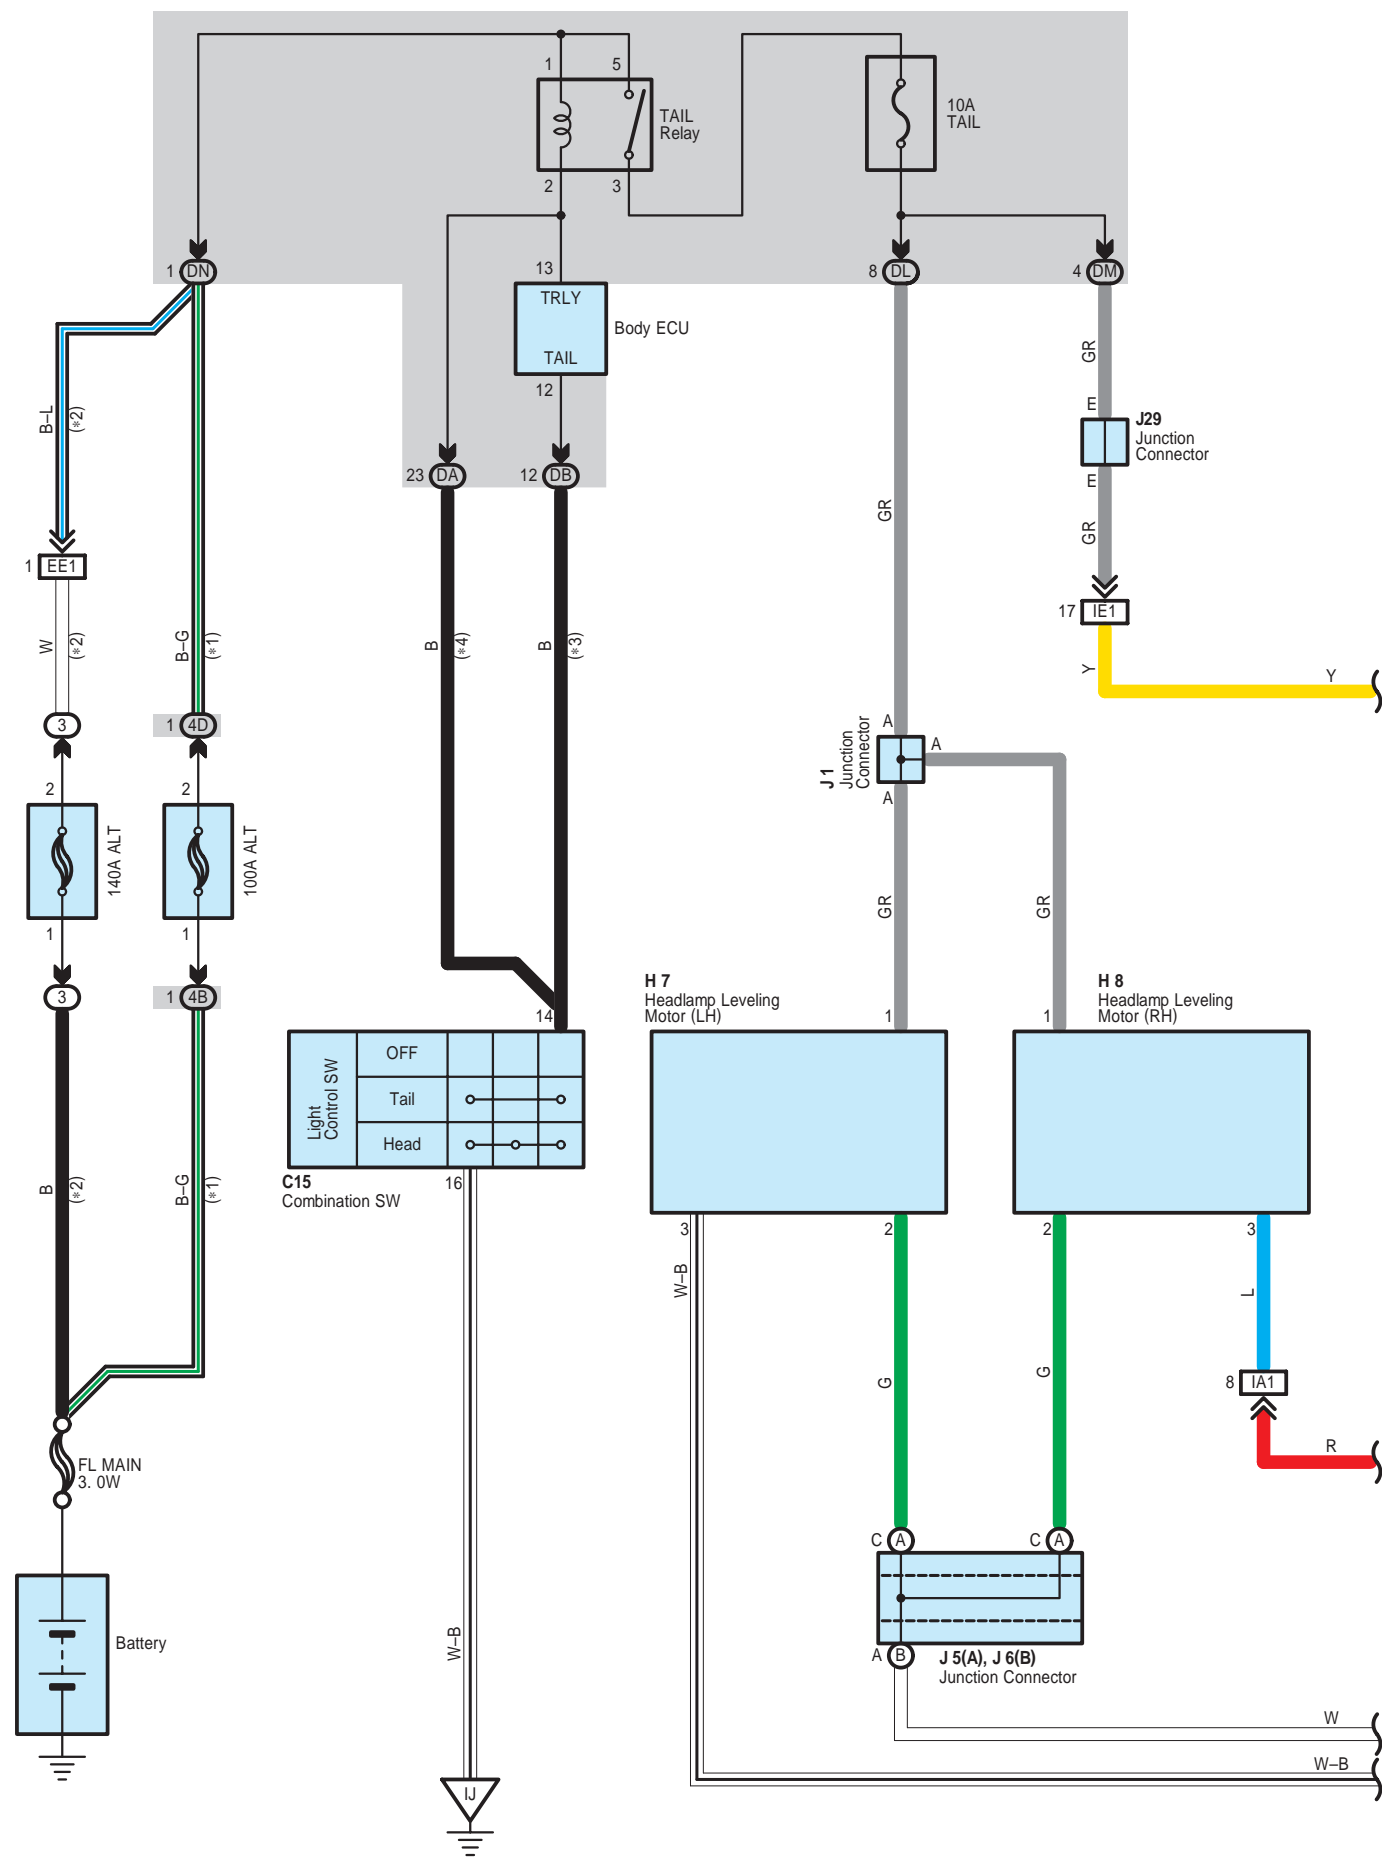 1
5
TAIL
Relay
10A
TAIL
2
3
1
DN
13
8
DL
4
DM
TRLY
Body ECU
TAIL
12
B–L
(*2)
GR
E
J29
Junction
Connector
E
23
DA
12
DB
GR
GR
1
EE1
17
IE1
W
(*2)
B–G
(*1)
B
(*4)
B
(*3)
Y
Y
3
1
4D
A
A
J 1
Junction
Connector
A
2
2
140A ALT
100A ALT
1
1
GR
GR
3
1
4B
H 7
Headlamp Leveling
Motor (LH)
H 8
Headlamp Leveling
Motor (RH)
14
1
1
Light
Control SW
OFF
Tail
Head
C15
Combination SW
16
B
(*2)
B–G
(*1)
3
2
2
3
W–B
L
G
G
8
IA1
R
FL MAIN
3. 0W
C
A
C
A
Battery
W–B
A
B
J 5(A), J 6(B)
Junction Connector
W
W–B
IJ